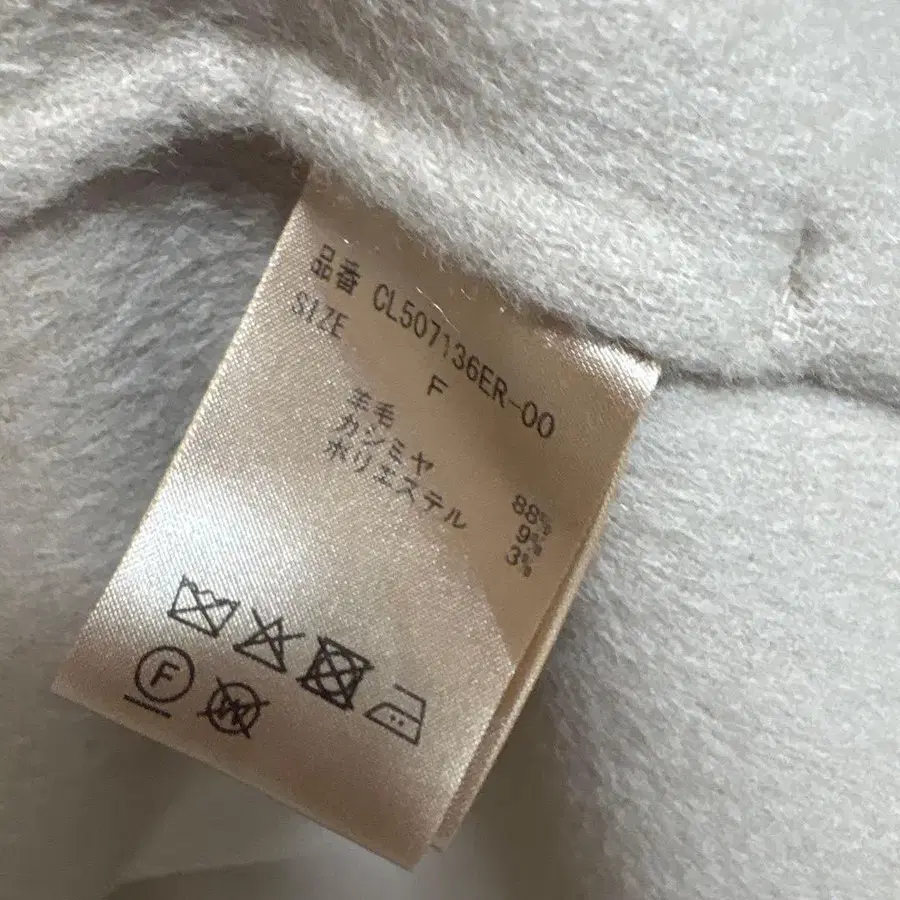 品番 CL507136ER-00
SIZE F
羊毛 88%
カシミヤ 9%
ポリエステル 3%
F
W